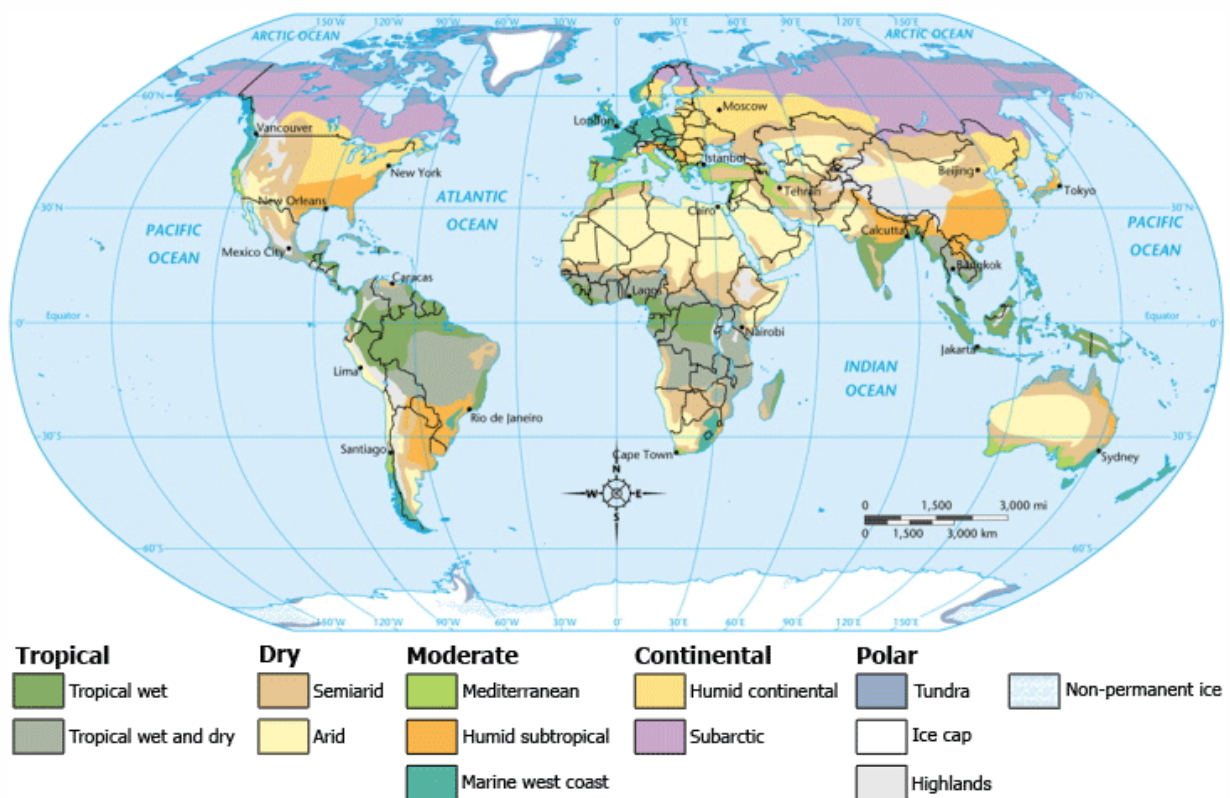 150°W 120°W 90°W 60°W 30°W 0° 30°E 60°E 90°E 120°E 150°E
ARCTIC OCEAN
ARCTIC OCEAN
60°N
60°N
Moscow
London
Vancouver
Istanbul
New York
Beijing
Tehran
Tokyo
ATLANTIC
OCEAN
New Orleans
30°N
30°N
Cairo
PACIFIC
OCEAN
PACIFIC
OCEAN
Calcutta
Mexico City
Bangkok
Caracas
Lagos
0°
Equator
Equator
0°
Nairobi
Jakarta
Lima
INDIAN
OCEAN
Rio de Janeiro
30°S
30°S
Santiago
Cape Town
Sydney
N
W E
S
0 1,500 3,000 mi
0 1,500 3,000 km
60°S
60°S
150°W 120°W 90°W 60°W 30°W 0° 30°E 60°E 90°E 120°E 150°E
Tropical Dry Moderate Continental Polar
Tropical wet Semiarid Mediterranean Humid continental Tundra Non-permanent ice
Tropical wet and dry Arid Humid subtropical Subarctic Ice cap
Marine west coast Highlands